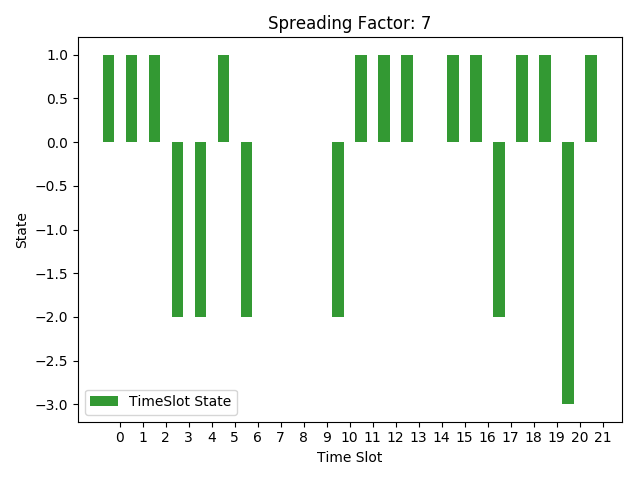 Spreading Factor: 7
1.0
0.5
0.0
−0.5
−1.0
−1.5
−2.0
−2.5
−3.0
State
TimeSlot State
0 1 2 3 4 5 6 7 8 9 10 11 12 13 14 15 16 17 18 19 20 21
Time Slot